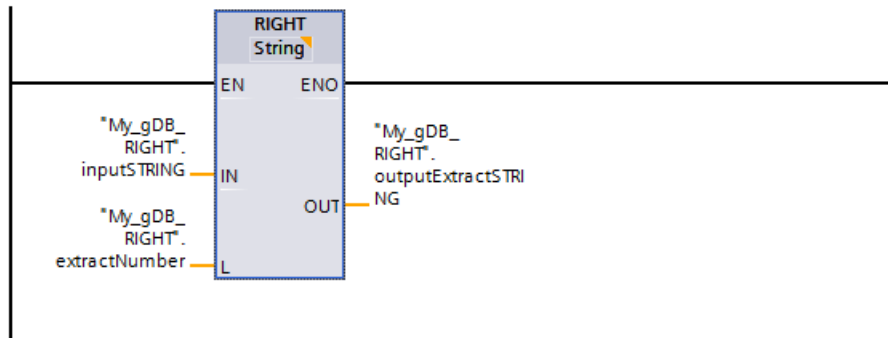 RIGHT
String
EN ENO
"My_gDB_
RIGHT".
inputSTRING
IN
"My_gDB_
RIGHT".
outputExtractSTRI
NG
OUT
"My_gDB_
RIGHT".
extractNumber
L